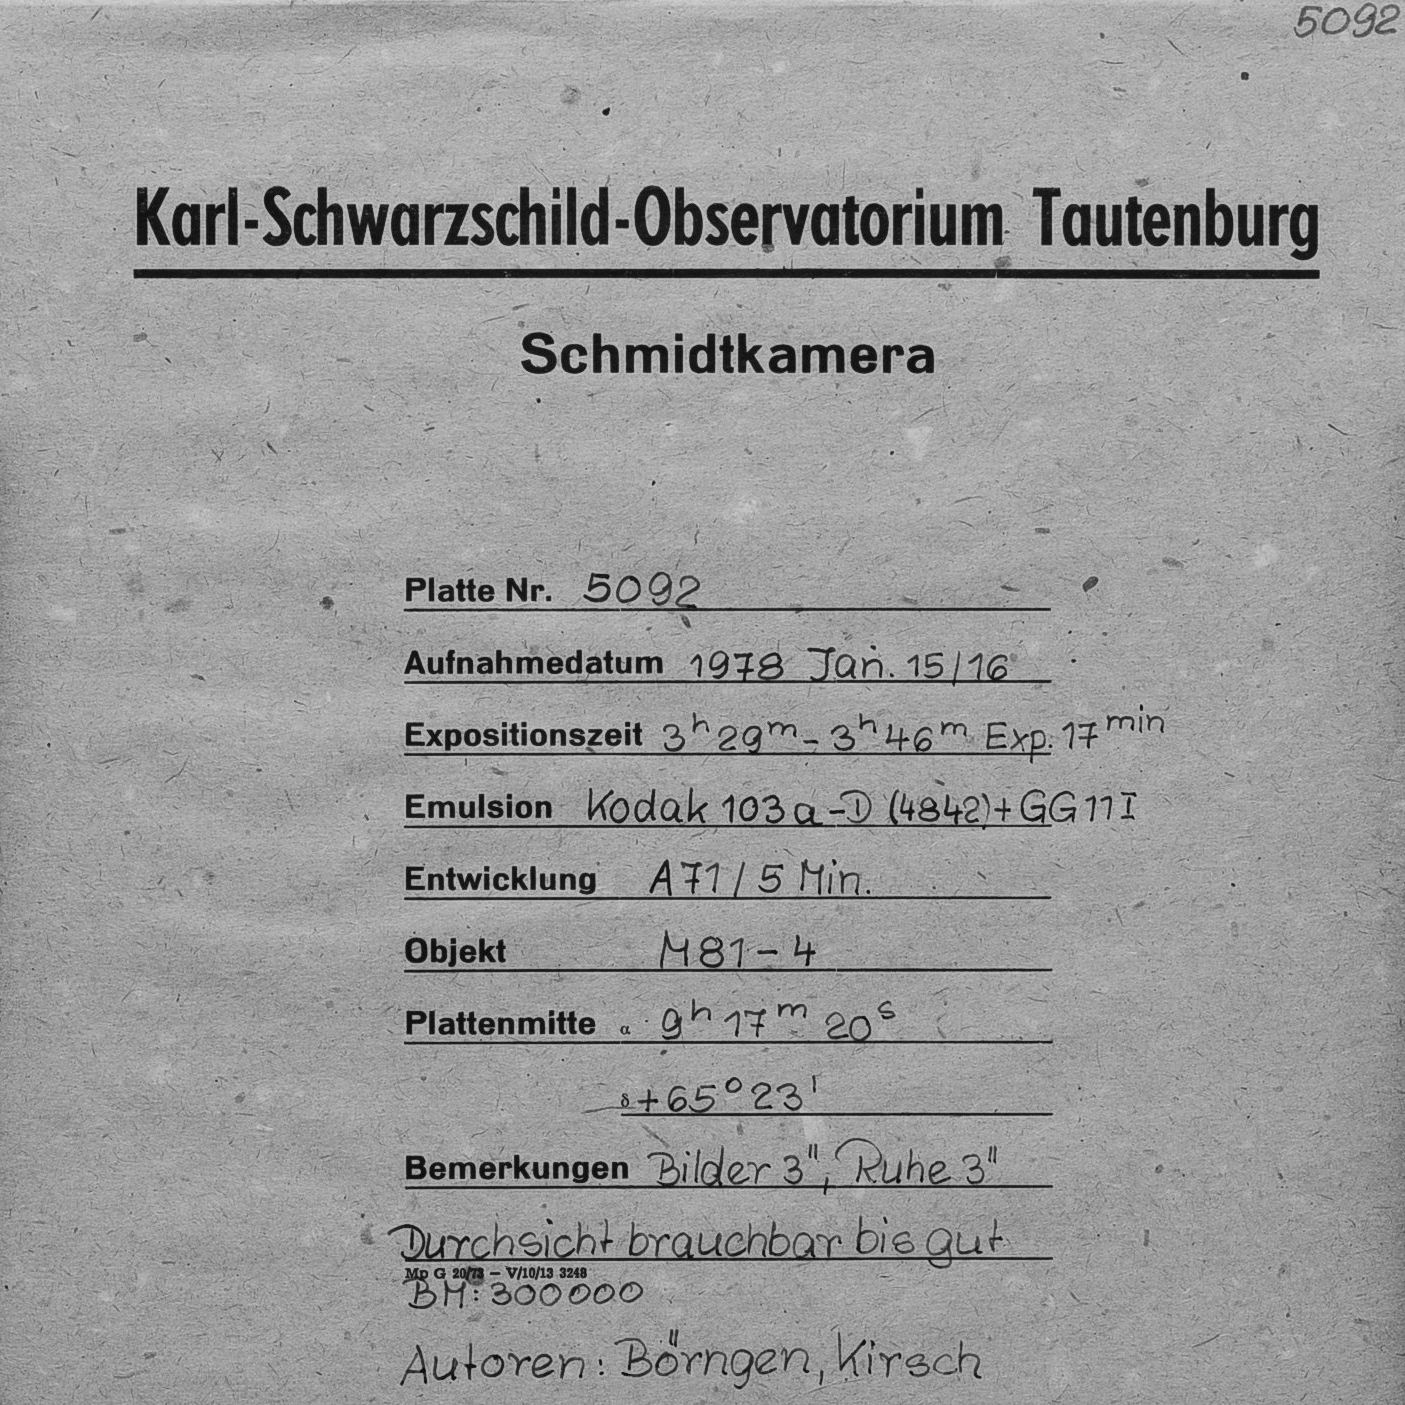 5092
Karl-Schwarzschild-Observatorium Tautenburg
Schmidtkamera
Platte Nr. 5092
Aufnahmedatum 1978 Jan. 15/16
Expositionszeit 3ʰ29ᵐ – 3ʰ46ᵐ Exp. 17ᵐⁱⁿ
Emulsion Kodak 103a-D (4842)+GG11I
Entwicklung A71 / 5 Min.
Objekt M81-4
Plattenmitte α 9ʰ 17ᵐ 20ˢ
δ +65° 23'
Bemerkungen Bilder 3", Ruhe 3"
Durchsicht brauchbar bis gut
Mp G 20/73 – V/10/13 3248
BM: 300000
Autoren: Börngen, Kirsch